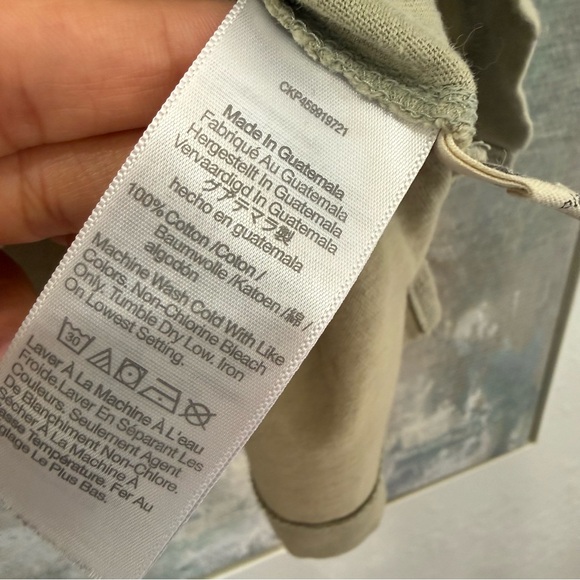 CKP459819721
Made In Guatemala
Fabriqué Au Guatemala
Hergestellt In Guatemala
Vervaardigd In Guatemala
グアテマラ製
hecho en guatemala
100% Cotton /Coton/
Baumwolle /Katoen /綿 /
algodón
Machine Wash Cold With Like
Colors. Non-Chlorine Bleach
Only. Tumble Dry Low. Iron
On Lowest Setting.
30
Laver À La Machine À L'eau
Froide.Laver En Séparant Les
Couleurs. Seulement Agent
De Blanchiment Non-Chlore.
Sécher À La Machine À
Basse Température. Fer Au
Réglage Le Plus Bas.